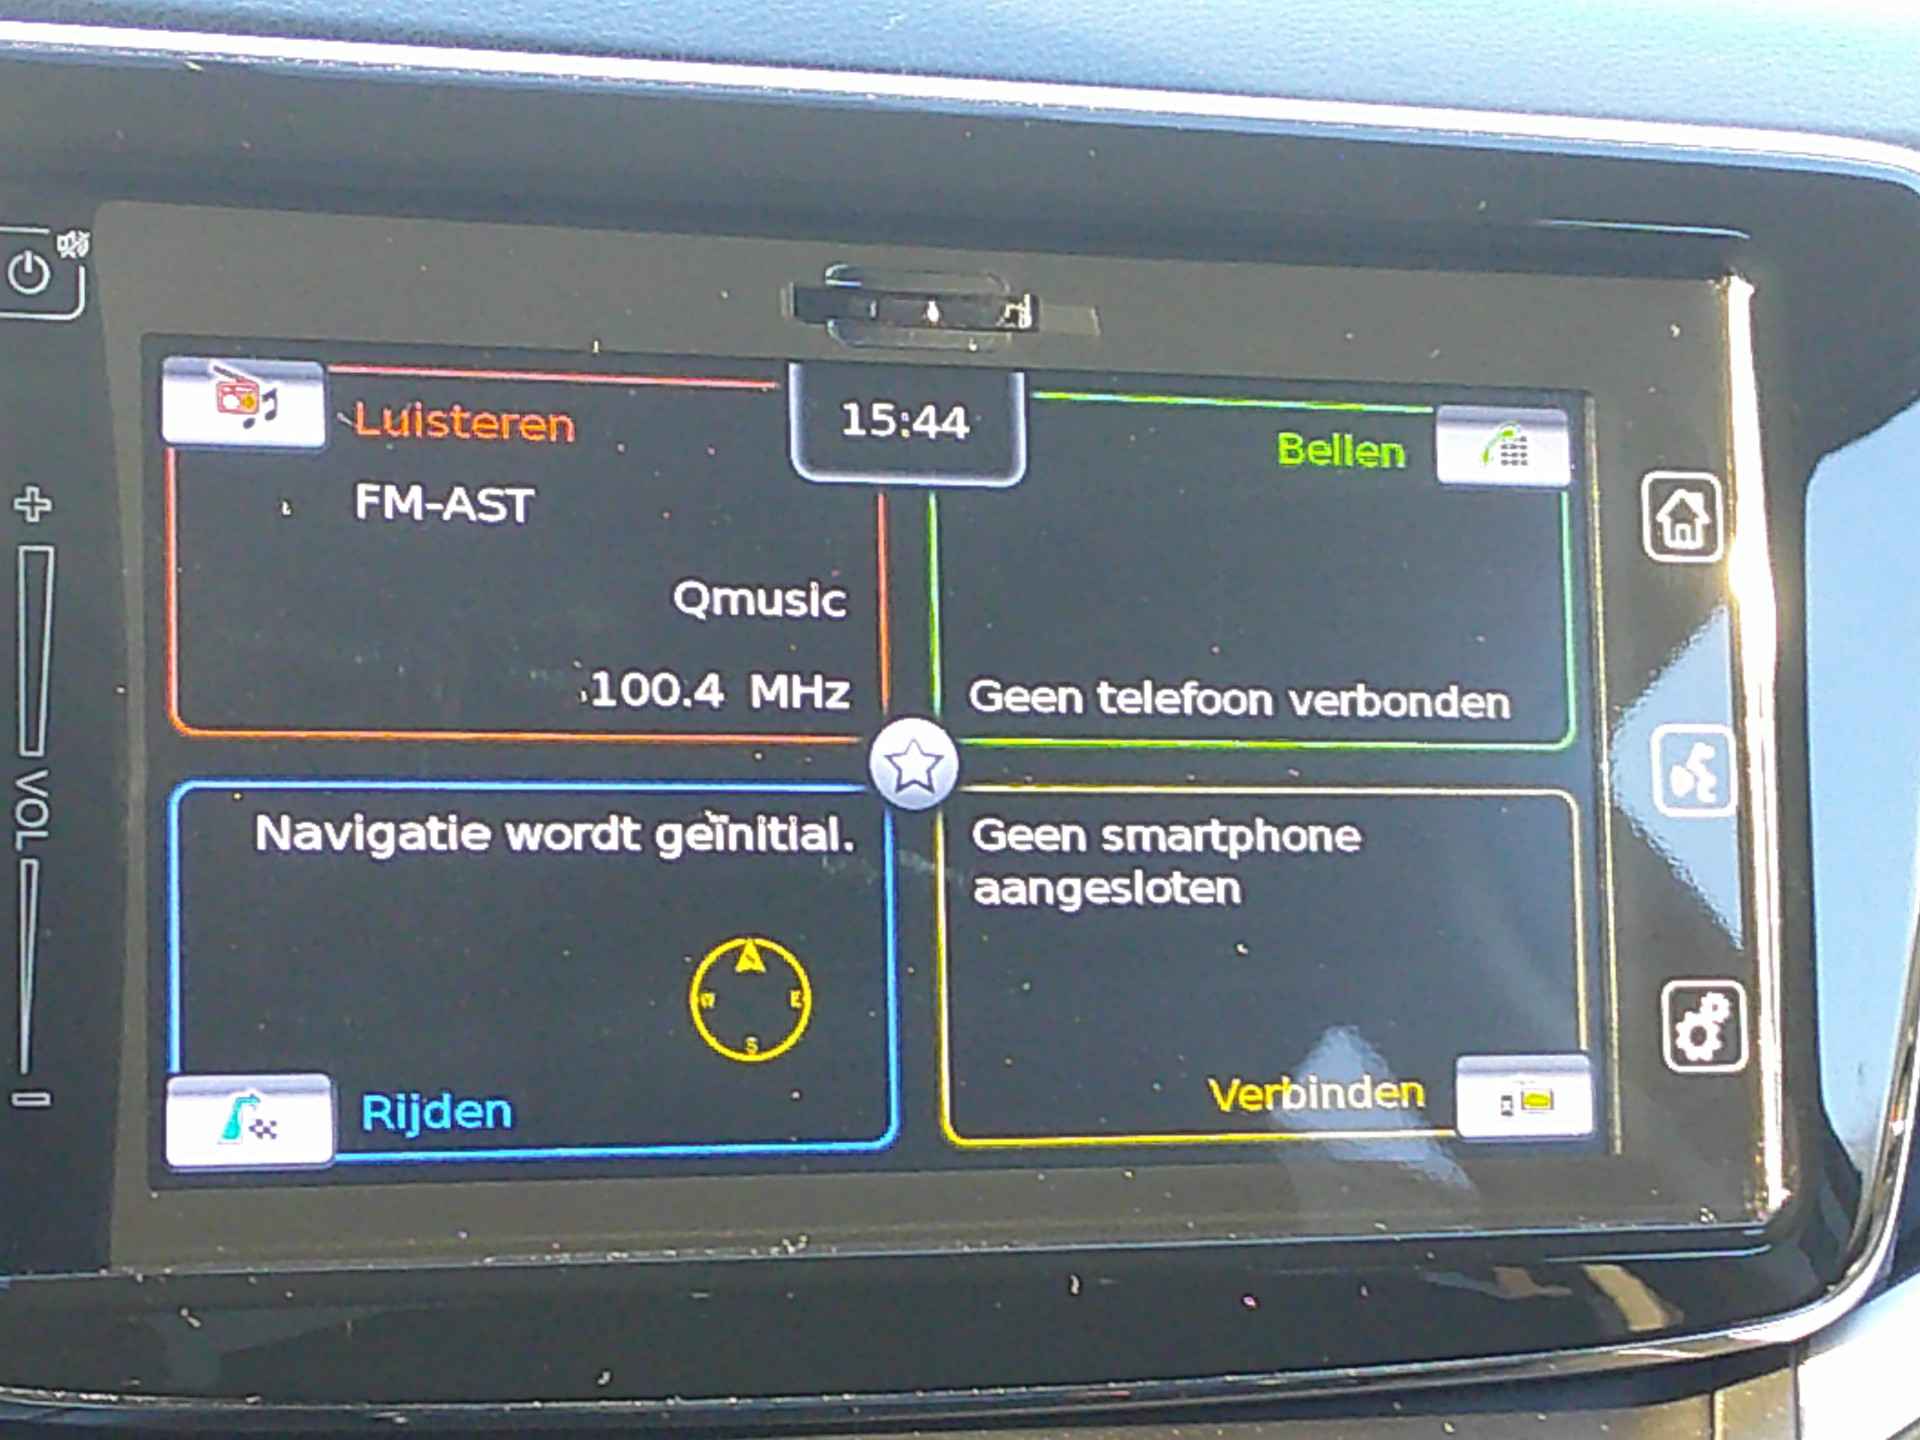 15:44
Luisteren
FM-AST
Qmusic
100.4 MHz
Bellen
Geen telefoon verbonden
Navigatie wordt geïnitial.
N
W E
S
Rijden
Geen smartphone
aangesloten
Verbinden
VOL